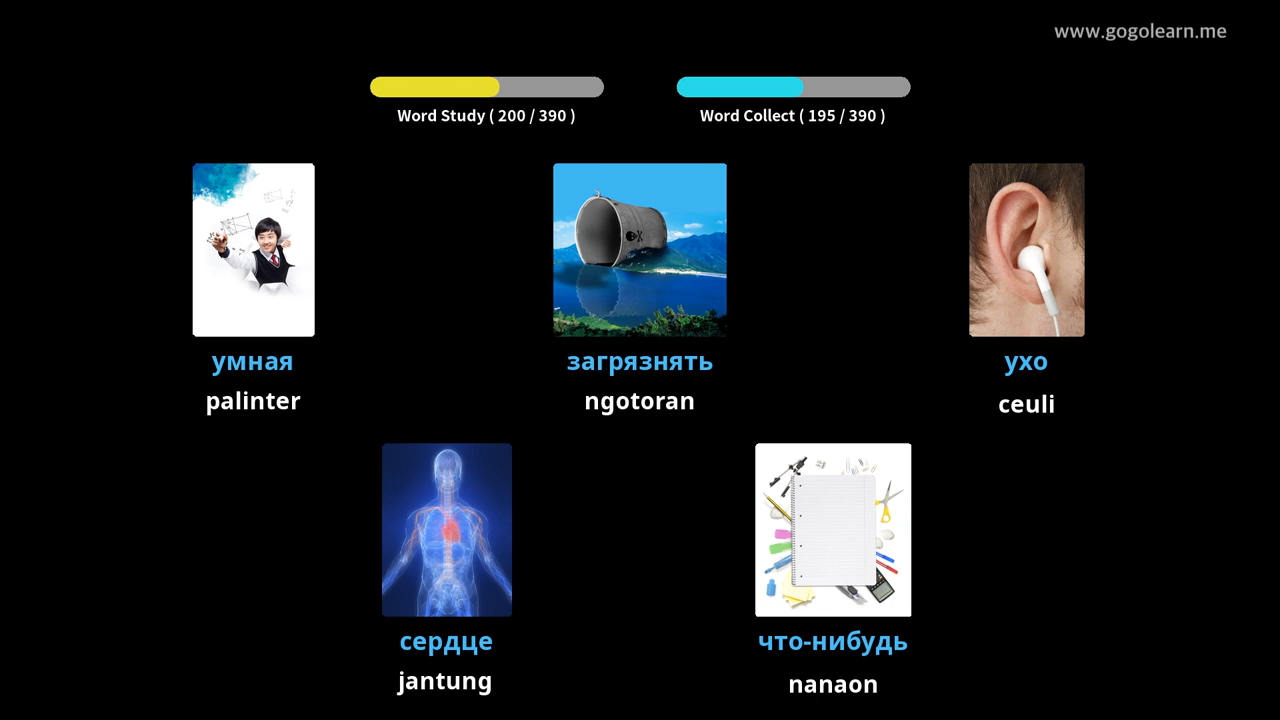 www.gogolearn.me
Word Study ( 200 / 390 )
Word Collect ( 195 / 390 )
умная
загрязнять
ухо
palinter
ngotoran
ceuli
сердце
что-нибудь
jantung
nanaon